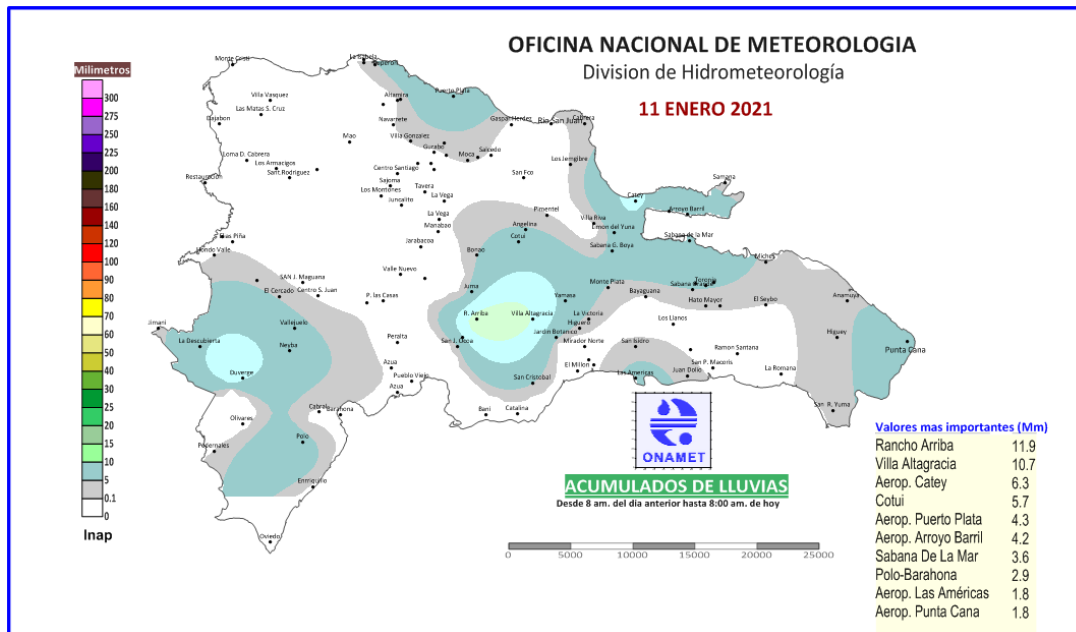 OFICINA NACIONAL DE METEOROLOGIA
Division de Hidrometeorología
11 ENERO 2021
Milimetros
300
275
250
225
200
180
160
140
120
100
90
80
70
60
50
40
30
25
20
15
10
5
0.1
0
Inap
Monte Cristi
Villa Vasquez
Las Matas S. Cruz
Dajabon
Mao
Loma D. Cabrera
Los Armacigos
Sant.Rodriguez
Restauracion
La Isabela
Altamira
Puerto Plata
Navarrete
Villa Gonzalez
Gurabo
Moca
Salcedo
Gaspar Herdez
Rio San Juan
Cabrera
Los Jemgibre
Centro Santiago
San Fco
Sajoma
Los Montones
Juncalito
Tavera
La Vega
La Vega
Manabao
Jarabacoa
Pimentel
Angelina
Cotui
Bonao
Villa Riva
Limon del Yuna
Sabana G. Boya
Catey
Samana
Arroyo Barril
Sabana de la Mar
Miches
Hondo Valle
SAN J. Maguena
El Cercado
Centro S. Juan
Valle Nuevo
P. las Casas
Juma
Monte Plata
Yamasa
Bayaguana
Hato Mayor
El Seybo
Anamuya
Jimani
Vallejuelo
La Descubierta
Neyba
Duverge
Peralta
R. Arriba
Villa Altagracia
La Victoria
Higuero
Jardin Botanico
Los Llanos
Higuey
Punta Cana
San J. Ocoa
Mirador Norte
San Isidro
Ramon Santana
Azua
Pueblo Viejo
Azua
San Cristobal
El Millon
Las Americas
Juan Dolio
San P. Macoris
La Romana
Cabral
Barahona
Olivares
Bani
Catalina
San R. Yuma
Pedernales
Polo
Enriquillo
Oviedo
ONAMET
ACUMULADOS DE LLUVIAS
Desde 8 am. del dia anterior hasta 8:00 am. de hoy
0 5000 10000 15000 20000 25000
Valores mas importantes (Mm)
Rancho Arriba 11.9
Villa Altagracia 10.7
Aerop. Catey 6.3
Cotui 5.7
Aerop. Puerto Plata 4.3
Aerop. Arroyo Barril 4.2
Sabana De La Mar 3.6
Polo-Barahona 2.9
Aerop. Las Américas 1.8
Aerop. Punta Cana 1.8